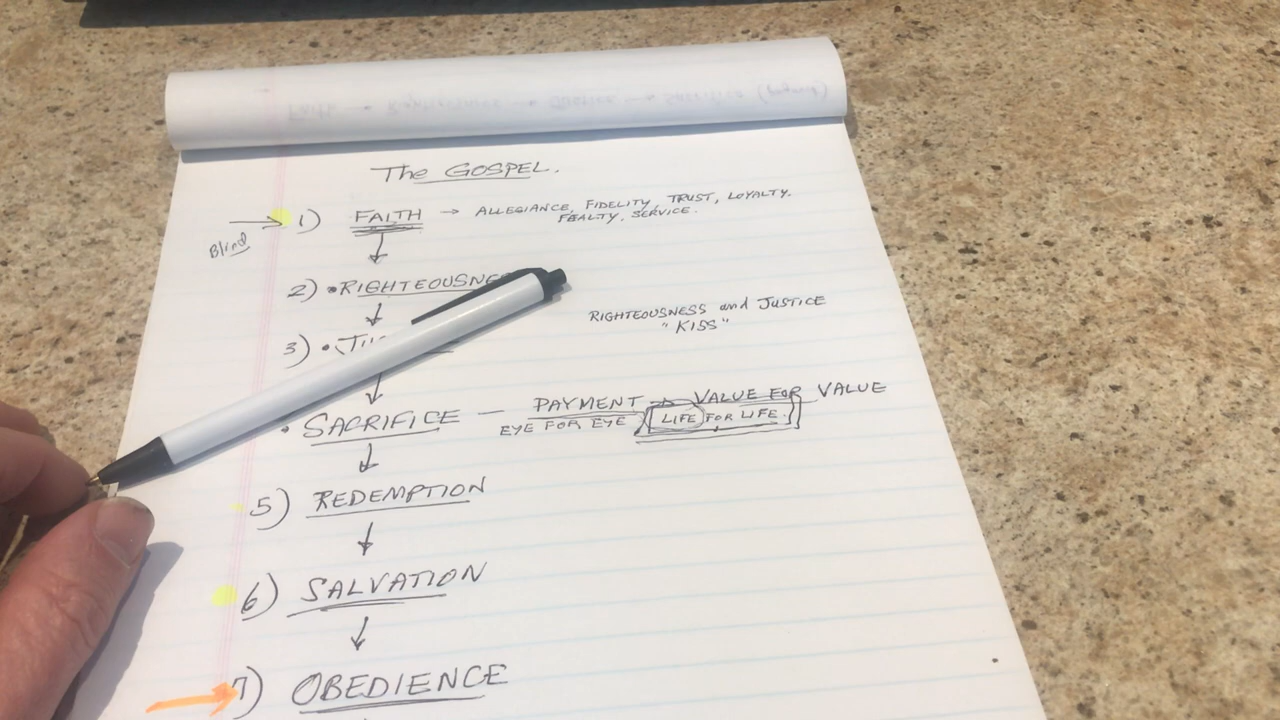 The GOSPEL.
1) FAITH → ALLEGIANCE, FIDELITY, TRUST, LOYALTY.
FEALTY, SERVICE.
Blind
2) •RIGHTEOUSNE
RIGHTEOUSNESS and JUSTICE
"KISS"
3) •
• SACRIFICE — PAYMENT → VALUE FOR VALUE
EYE FOR EYE LIFE FOR LIFE.
5) REDEMPTION
6) SALVATION
7) OBEDIENCE